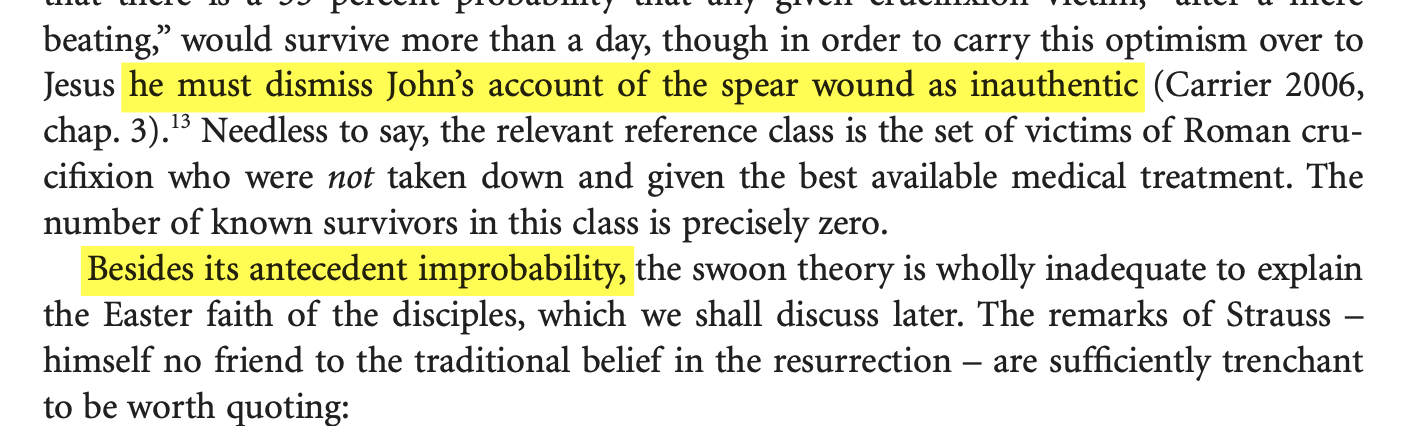 beating,” would survive more than a day, though in order to carry this optimism over to
Jesus he must dismiss John’s account of the spear wound as inauthentic (Carrier 2006,
chap. 3).13 Needless to say, the relevant reference class is the set of victims of Roman cru-
cifixion who were not taken down and given the best available medical treatment. The
number of known survivors in this class is precisely zero.
Besides its antecedent improbability, the swoon theory is wholly inadequate to explain
the Easter faith of the disciples, which we shall discuss later. The remarks of Strauss –
himself no friend to the traditional belief in the resurrection – are sufficiently trenchant
to be worth quoting: